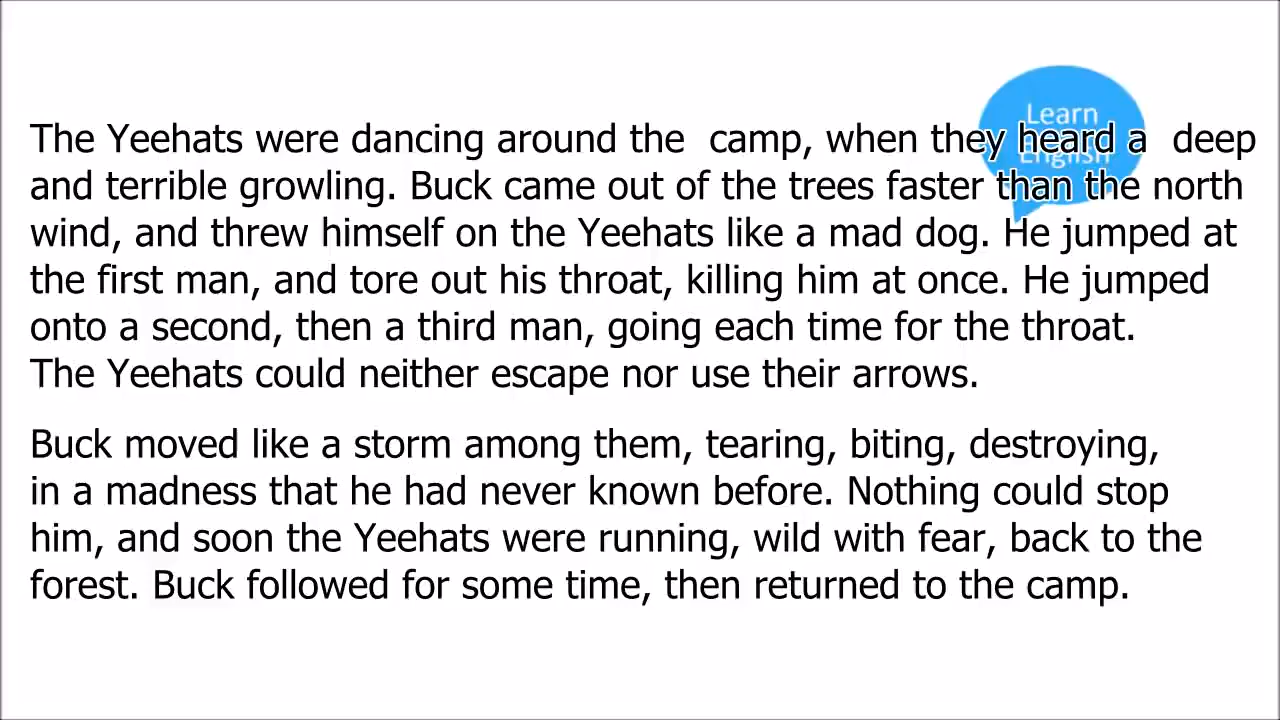 Learn
English
The Yeehats were dancing around the camp, when they heard a deep
and terrible growling. Buck came out of the trees faster than the north
wind, and threw himself on the Yeehats like a mad dog. He jumped at
the first man, and tore out his throat, killing him at once. He jumped
onto a second, then a third man, going each time for the throat.
The Yeehats could neither escape nor use their arrows.
Buck moved like a storm among them, tearing, biting, destroying,
in a madness that he had never known before. Nothing could stop
him, and soon the Yeehats were running, wild with fear, back to the
forest. Buck followed for some time, then returned to the camp.